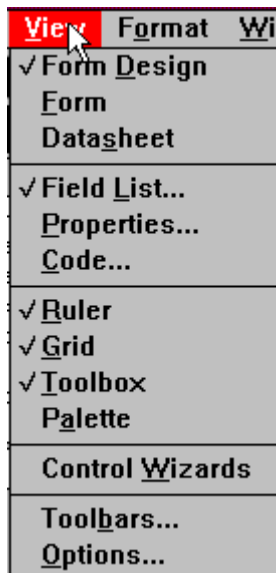 View Format Wi
✓Form Design
Form
Datasheet
✓Field List...
Properties...
Code...
✓Ruler
✓Grid
✓Toolbox
Palette
Control Wizards
Toolbars...
Options...